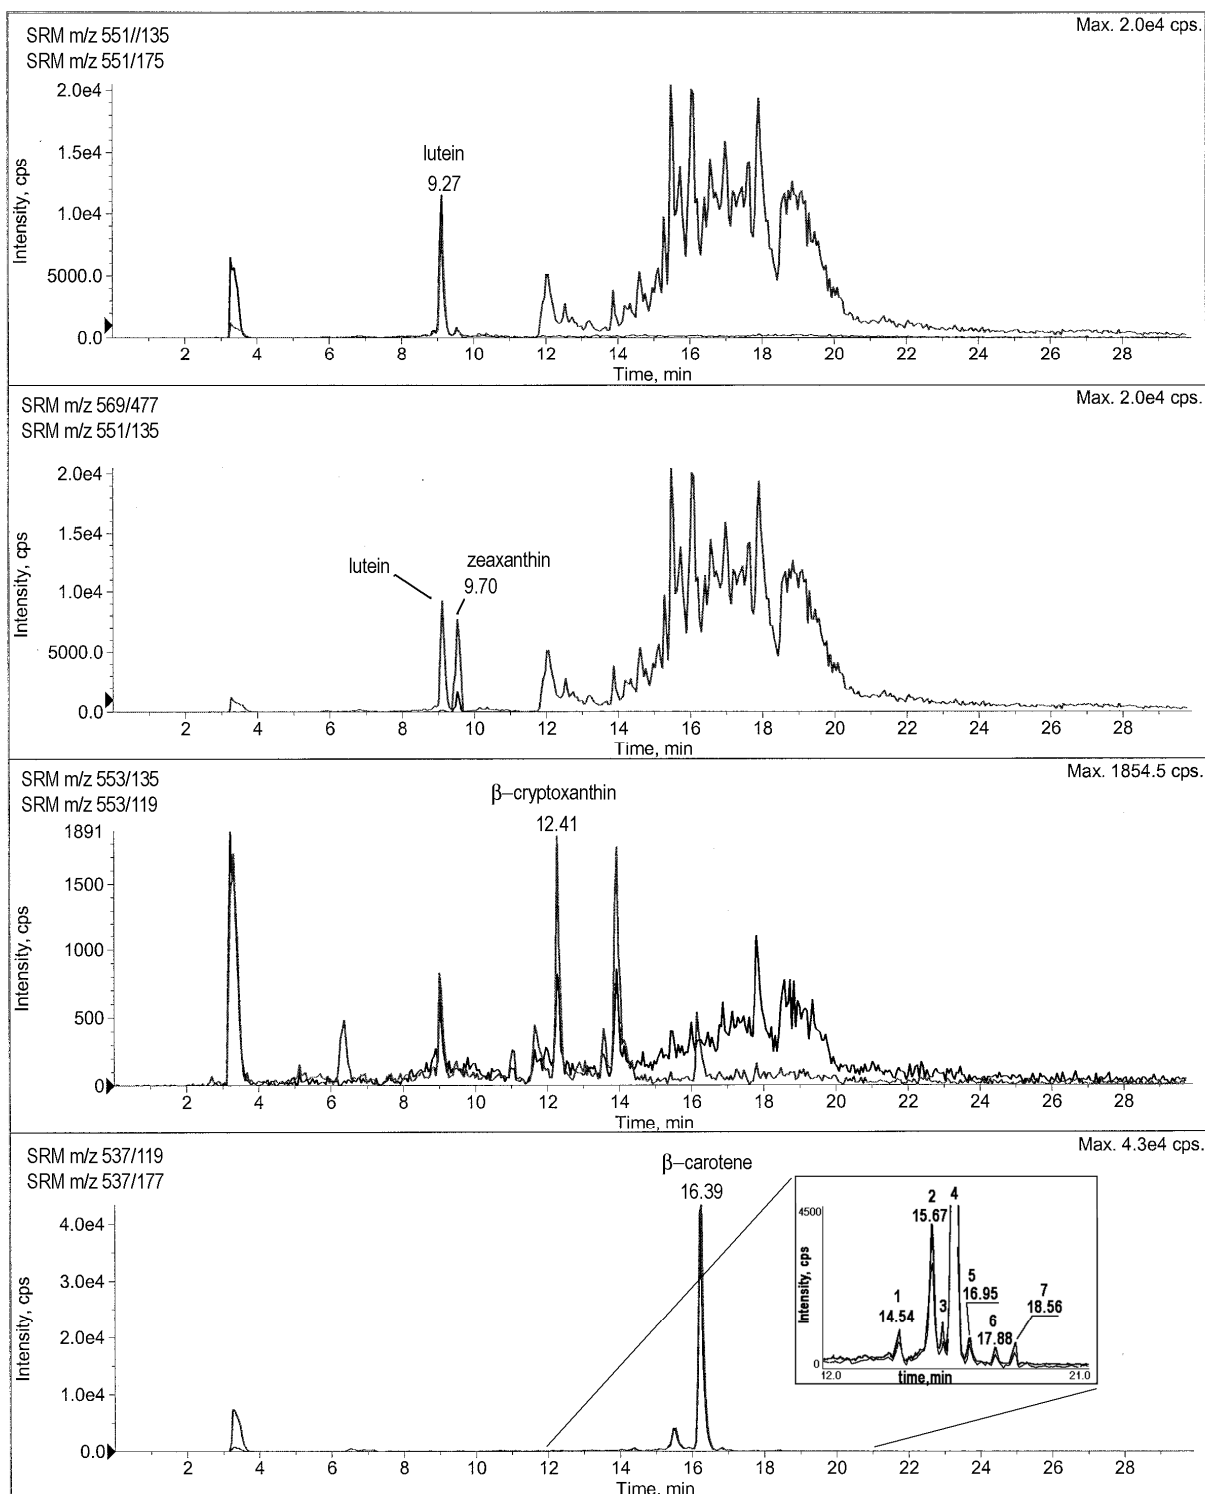 SRM m/z 551//135
Max. 2.0e4 cps.
SRM m/z 551/175
2.0e4
lutein
9.27
1.5e4
1.0e4
5000.0
0.0
Intensity, cps
2 4 6 8 10 12 14 16 18 20 22 24 26 28
Time, min
SRM m/z 569/477
Max. 2.0e4 cps.
SRM m/z 551/135
2.0e4
1.5e4
lutein
zeaxanthin
9.70
1.0e4
5000.0
0.0
Intensity, cps
2 4 6 8 10 12 14 16 18 20 22 24 26 28
Time, min
SRM m/z 553/135
Max. 1854.5 cps.
SRM m/z 553/119
β–cryptoxanthin
12.41
1891
1500
1000
500
0
Intensity, cps
2 4 6 8 10 12 14 16 18 20 22 24 26 28
Time, min
SRM m/z 537/119
Max. 4.3e4 cps.
SRM m/z 537/177
β–carotene
16.39
4.0e4
3.0e4
2.0e4
1.0e4
0.0
Intensity, cps
2 4 6 8 10 12 14 16 18 20 22 24 26 28
Time, min
4500
0
Intensity, cps
1
14.54
2
15.67
3
4
5
16.95
6
17.88
7
18.56
12.0
21.0
time,min